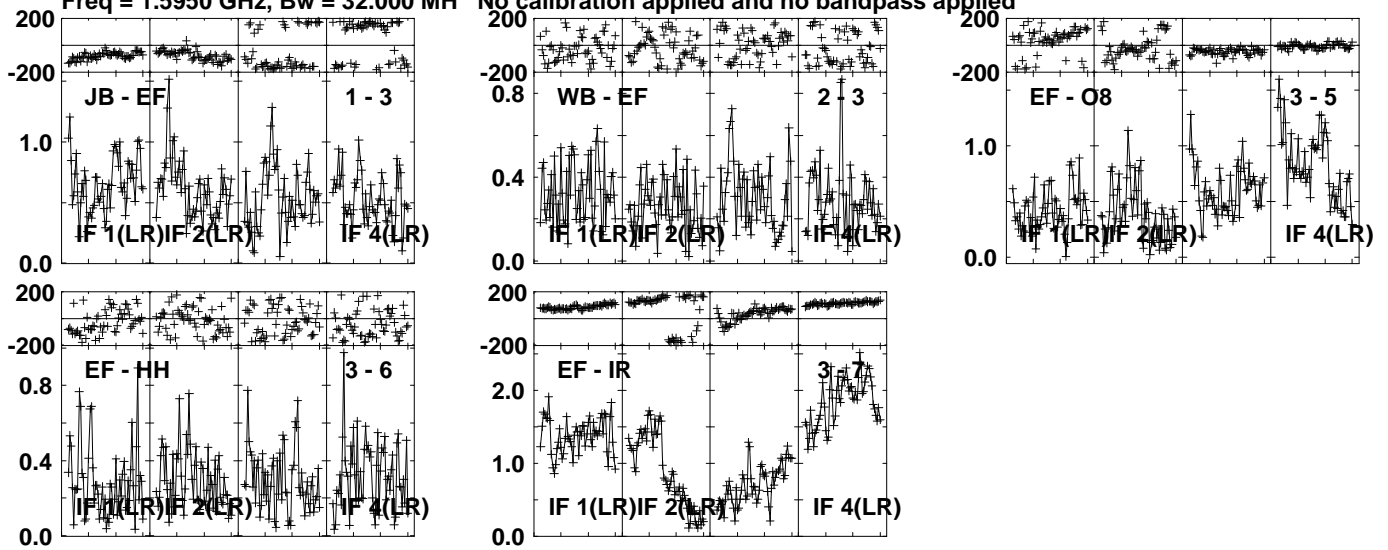 Freq = 1.5950 GHz, Bw = 32.000 MH No calibration applied and no bandpass applied
200
-200
JB - EF 1 - 3
1.0
IF 1(LR) IF 2(LR) IF 4(LR)
0.0
200
-200
WB - EF 2 - 3
0.8
0.4
IF 1(LR) IF 2(LR) IF 4(LR)
0.0
200
-200
EF - O8 3 - 5
1.0
IF 1(LR) IF 2(LR) IF 4(LR)
0.0
200
-200
EF - HH 3 - 6
0.8
0.4
IF 1(LR) IF 2(LR) IF 4(LR)
0.0
200
-200
EF - IR 3 - 7
2.0
1.0
IF 1(LR) IF 2(LR) IF 4(LR)
0.0